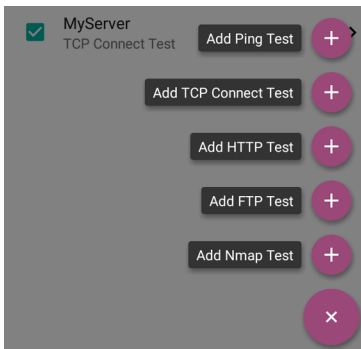 MyServer
TCP Connect Test
Add Ping Test
Add TCP Connect Test
Add HTTP Test
Add FTP Test
Add Nmap Test